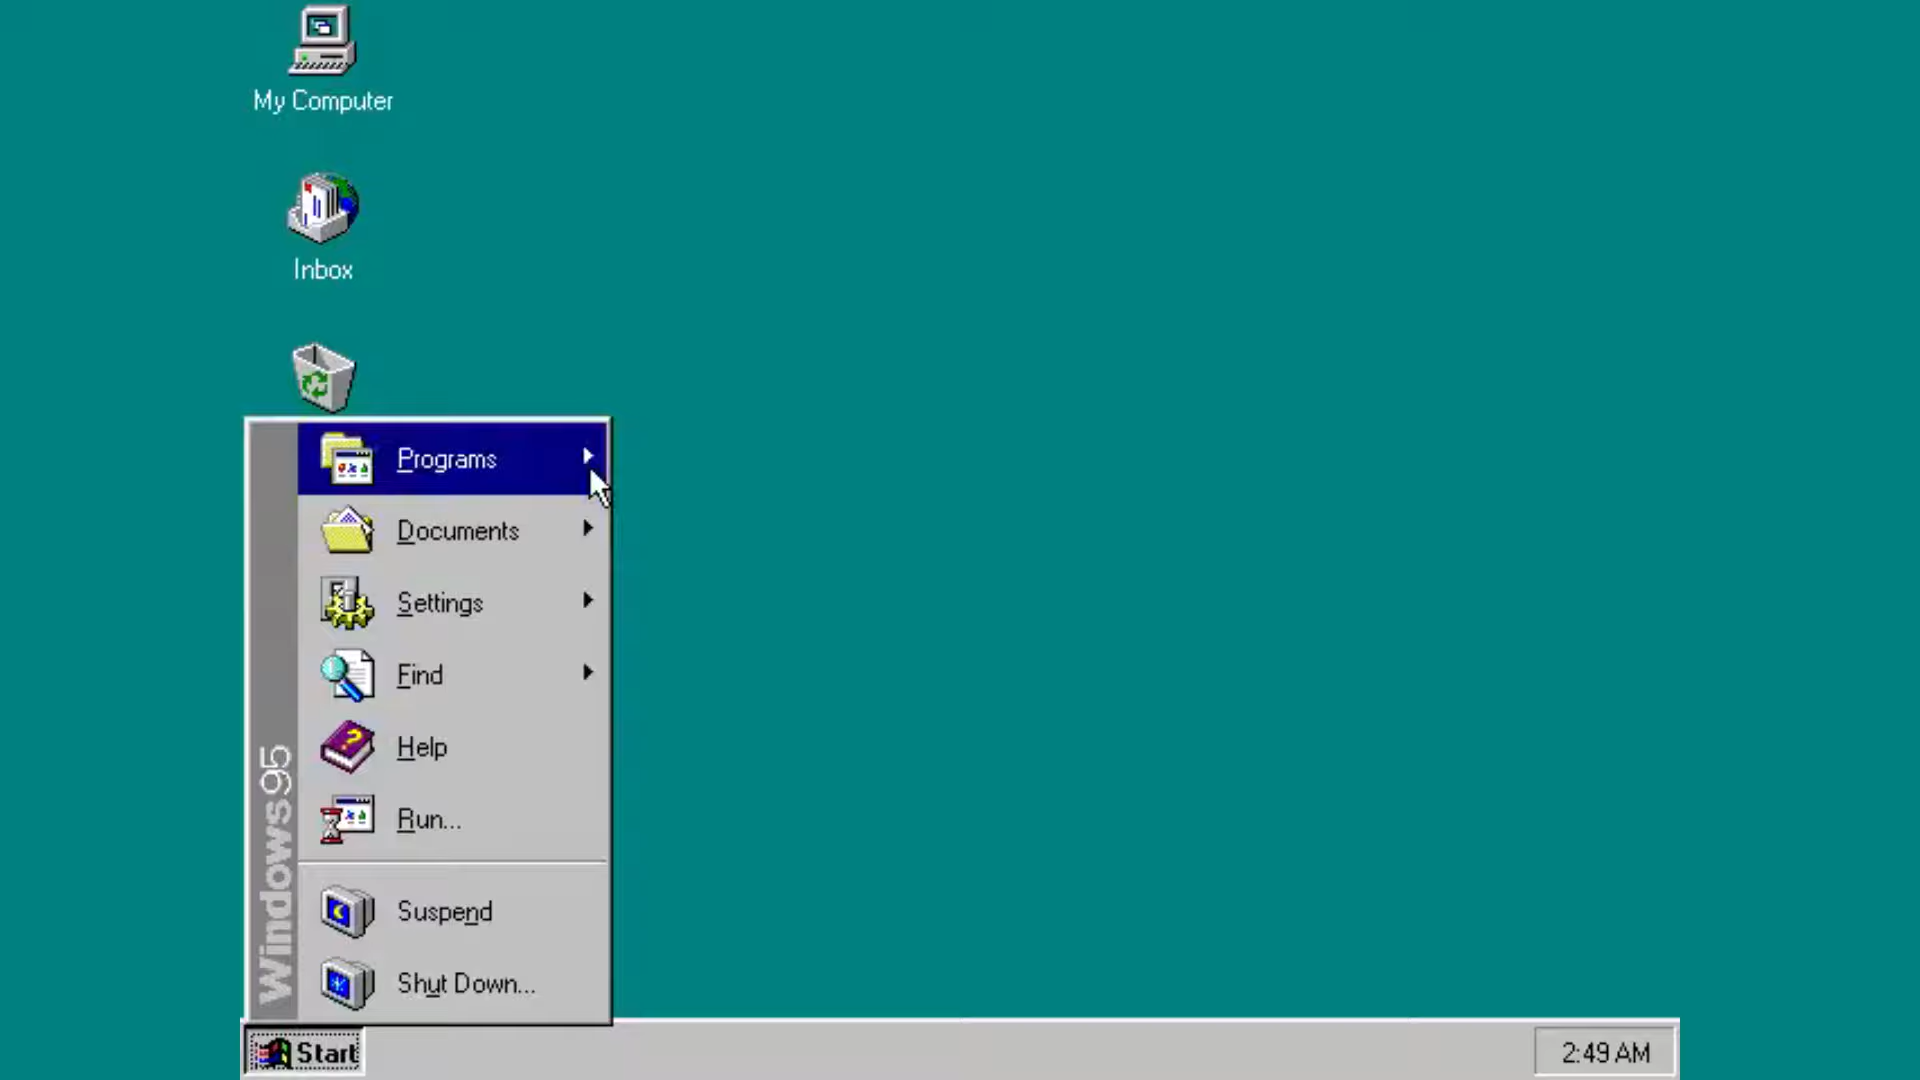 My Computer
Inbox
Programs
Documents
Settings
Find
Help
Run...
Suspend
Shut Down...
Windows95
Start
2:49 AM